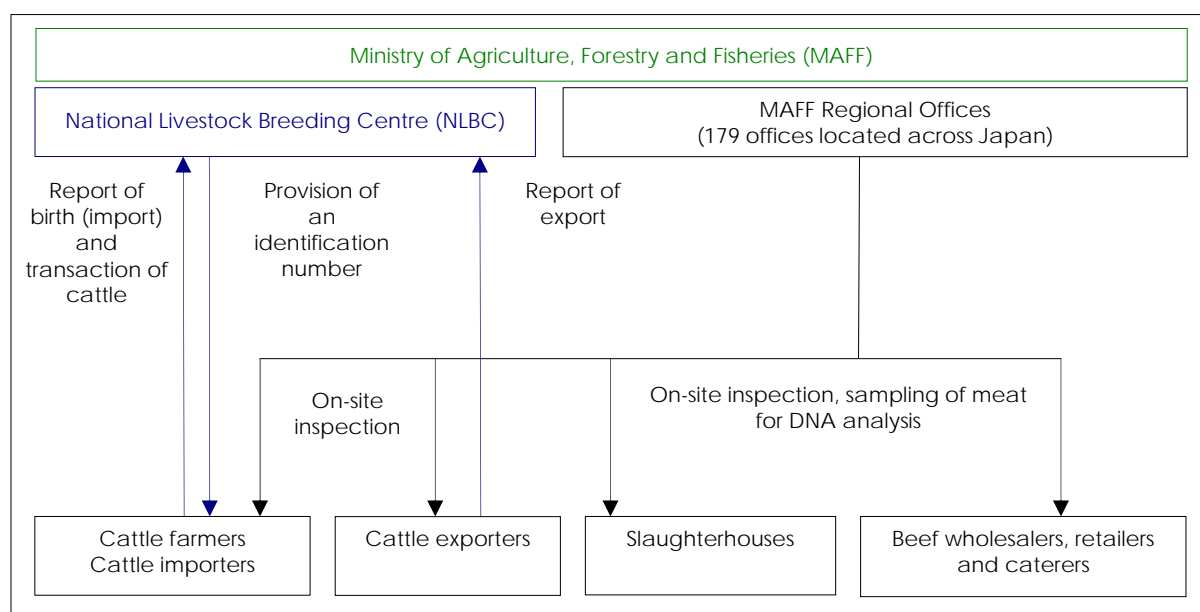 Ministry of Agriculture, Forestry and Fisheries (MAFF)
National Livestock Breeding Centre (NLBC)
MAFF Regional Offices
(179 offices located across Japan)
Report of
birth (import)
and
transaction of
cattle
Provision of
an
identification
number
Report of
export
On-site
inspection
On-site inspection, sampling of meat
for DNA analysis
Cattle farmers
Cattle importers
Cattle exporters
Slaughterhouses
Beef wholesalers, retailers
and caterers